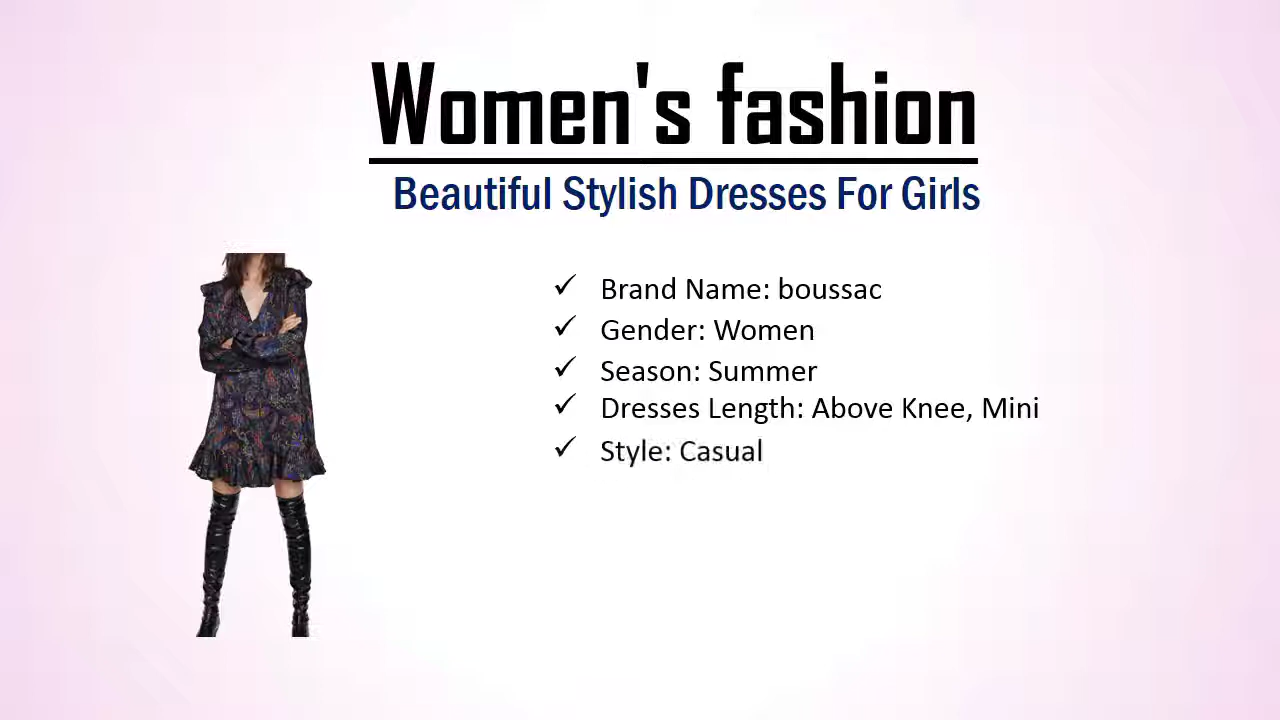 Women's fashion
Beautiful Stylish Dresses For Girls
✓ Brand Name: boussac
✓ Gender: Women
✓ Season: Summer
✓ Dresses Length: Above Knee, Mini
✓ Style: Casual